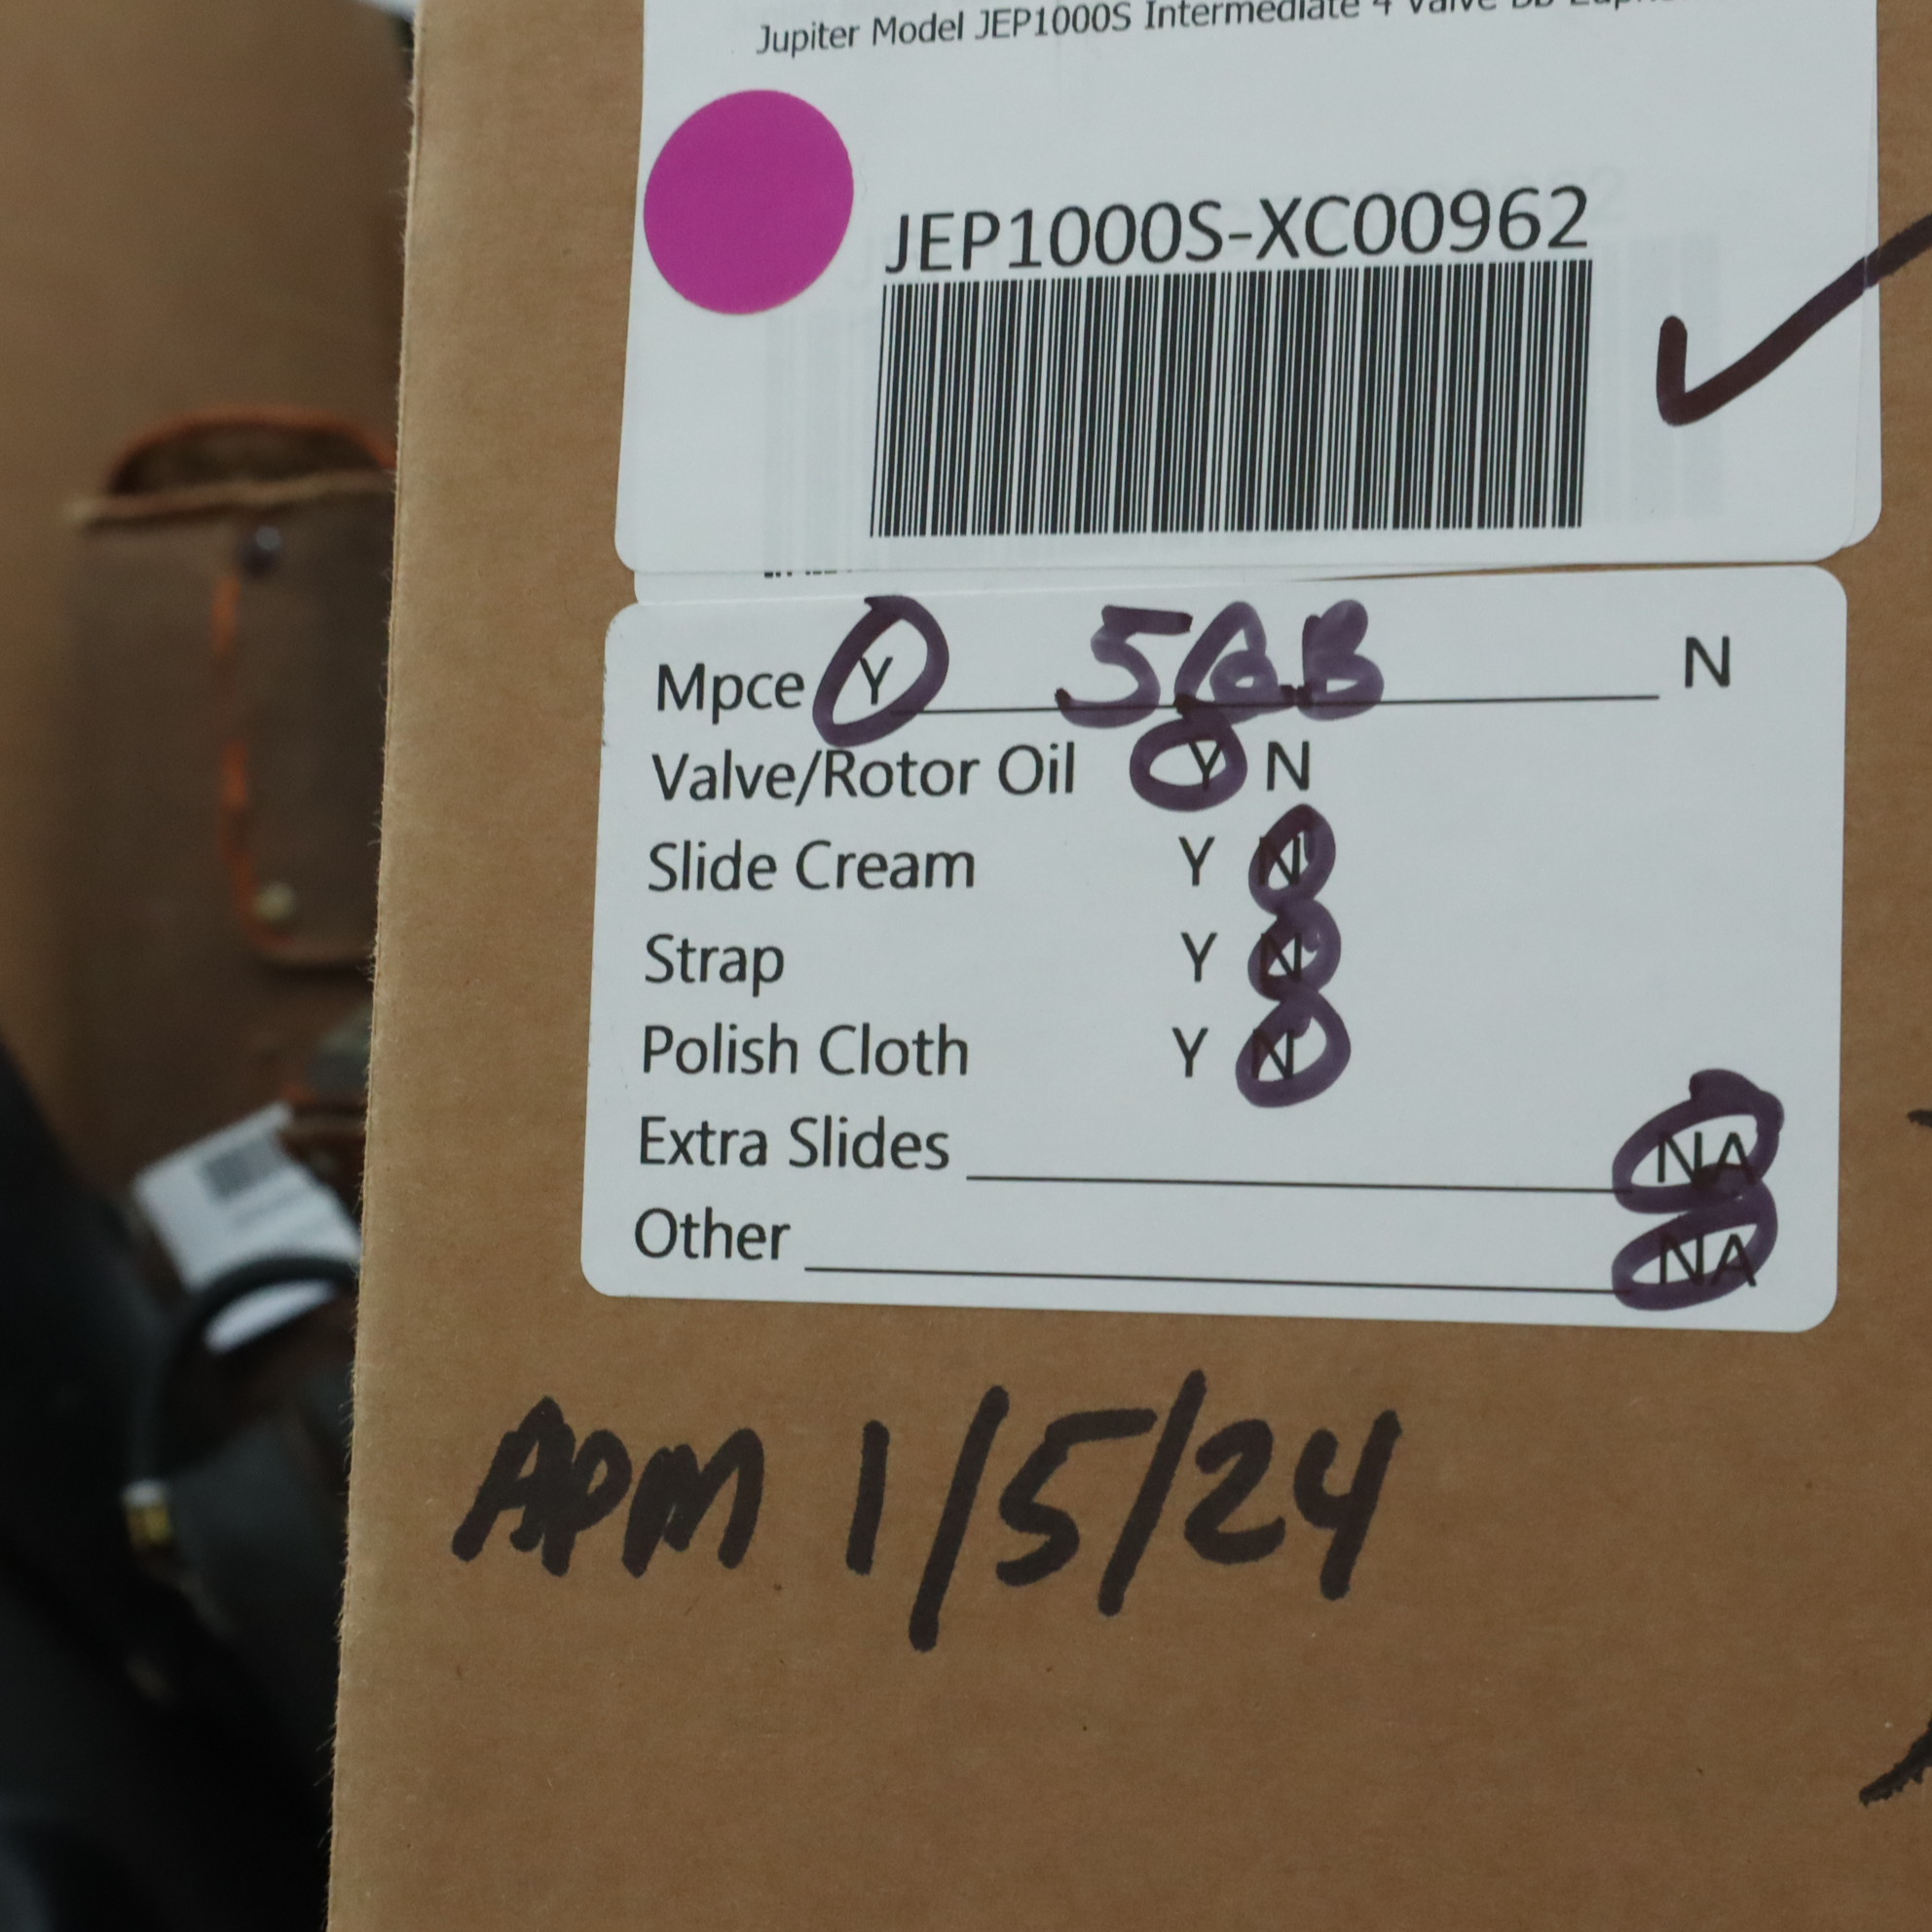 Jupiter Model JEP1000S Intermediate 4 Valve
JEP1000S-XC00962
Mpce Y N
Valve/Rotor Oil Y N
Slide Cream Y N
Strap Y N
Polish Cloth Y N
Extra Slides NA
Other NA
APM 1/5/24